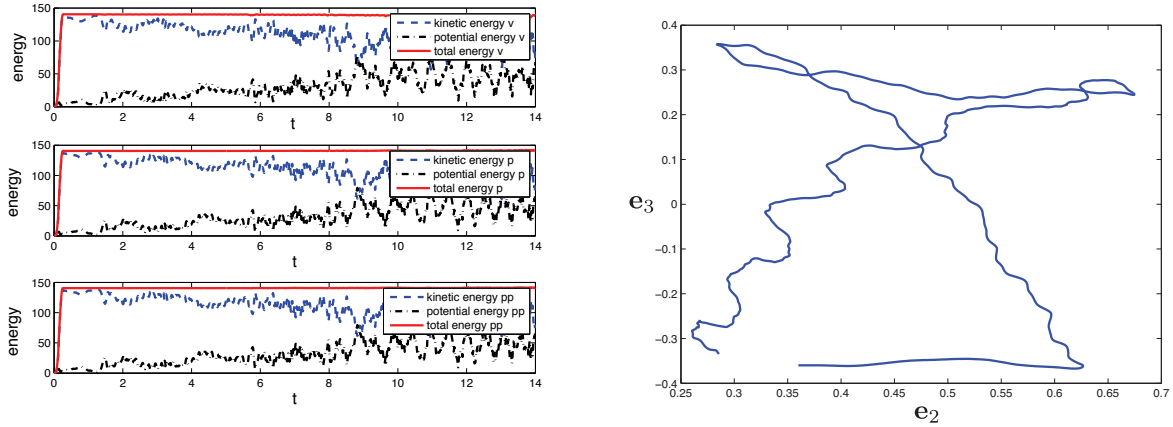 150
100
50
0
energy
0 2 4 6 8 10 12 14
t
kinetic energy v
potential energy v
total energy v
150
100
50
0
energy
0 2 4 6 8 10 12 14
t
kinetic energy p
potential energy p
total energy p
150
100
50
0
energy
0 2 4 6 8 10 12 14
t
kinetic energy pp
potential energy pp
total energy pp
0.4
0.3
0.2
0.1
0
−0.1
−0.2
−0.3
−0.4
e3
0.25 0.3 0.35 0.4 0.45 0.5 0.55 0.6 0.65 0.7
e2